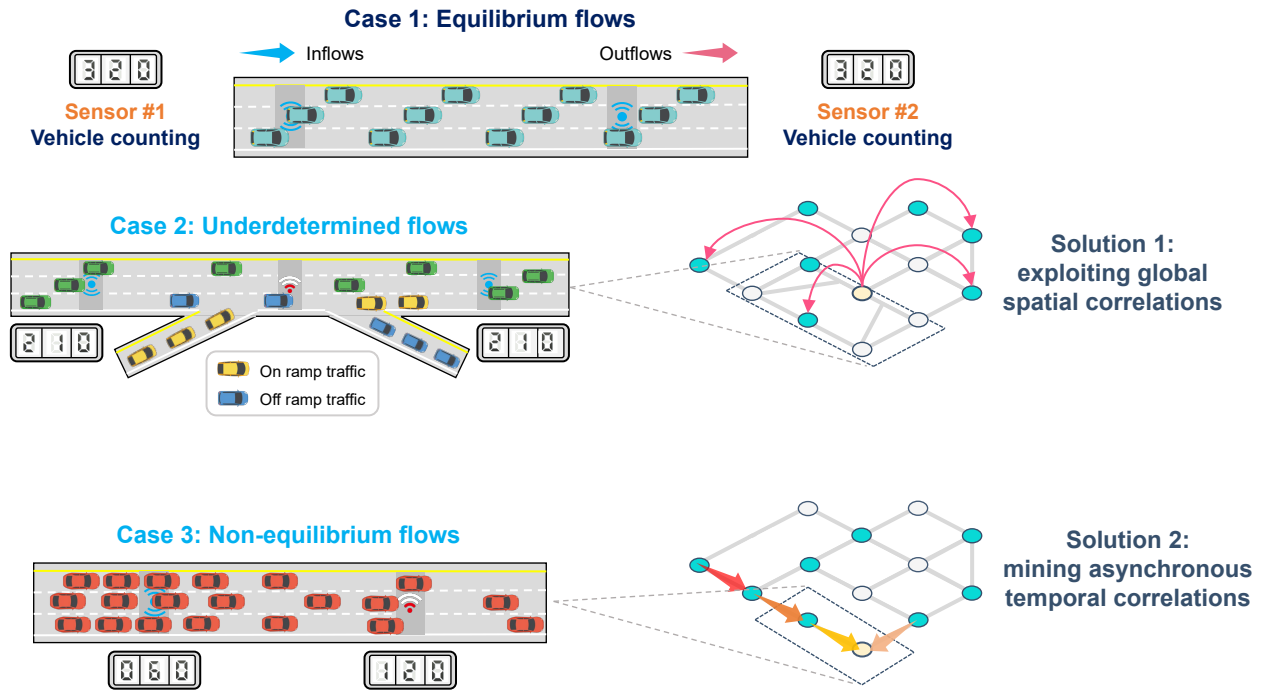 Case 1: Equilibrium flows
Inflows
Outflows
320
320
Sensor #1
Vehicle counting
Sensor #2
Vehicle counting
Case 2: Underdetermined flows
210
210
On ramp traffic
Off ramp traffic
Solution 1:
exploiting global
spatial correlations
Case 3: Non-equilibrium flows
060
120
Solution 2:
mining asynchronous
temporal correlations